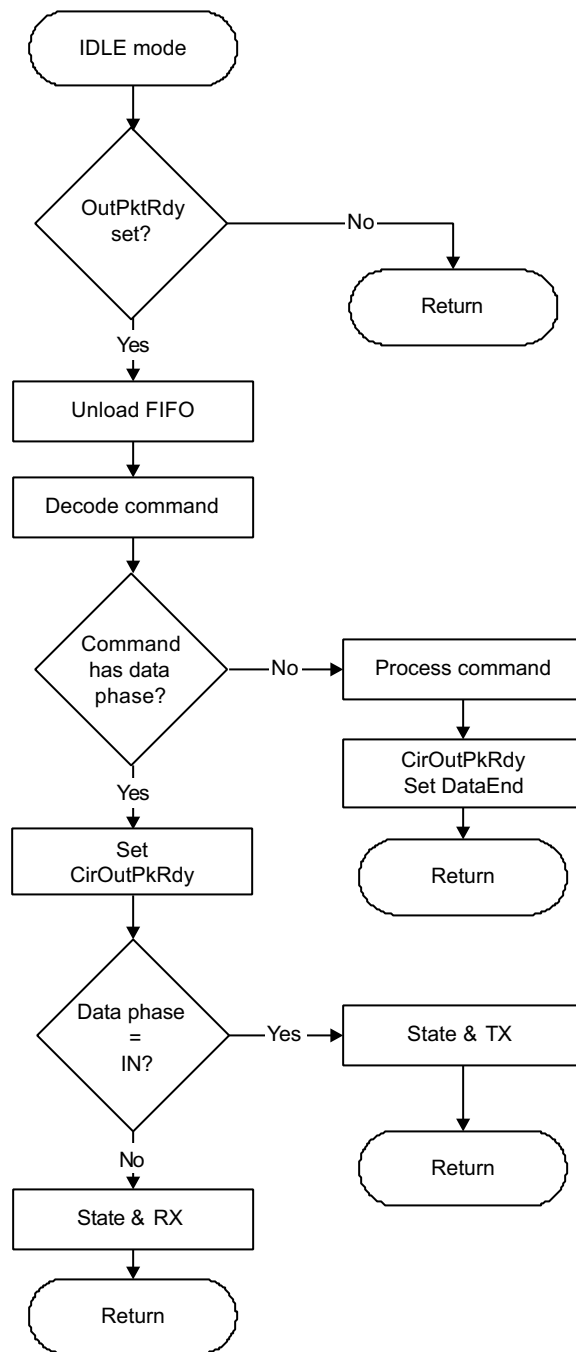 IDLE mode
OutPktRdy
set?
No
Return
Yes
Unload FIFO
Decode command
Command
has data
phase?
No
Process command
CirOutPkRdy
Set DataEnd
Return
Yes
Set
CirOutPkRdy
Data phase
=
IN?
Yes
State & TX
Return
No
State & RX
Return